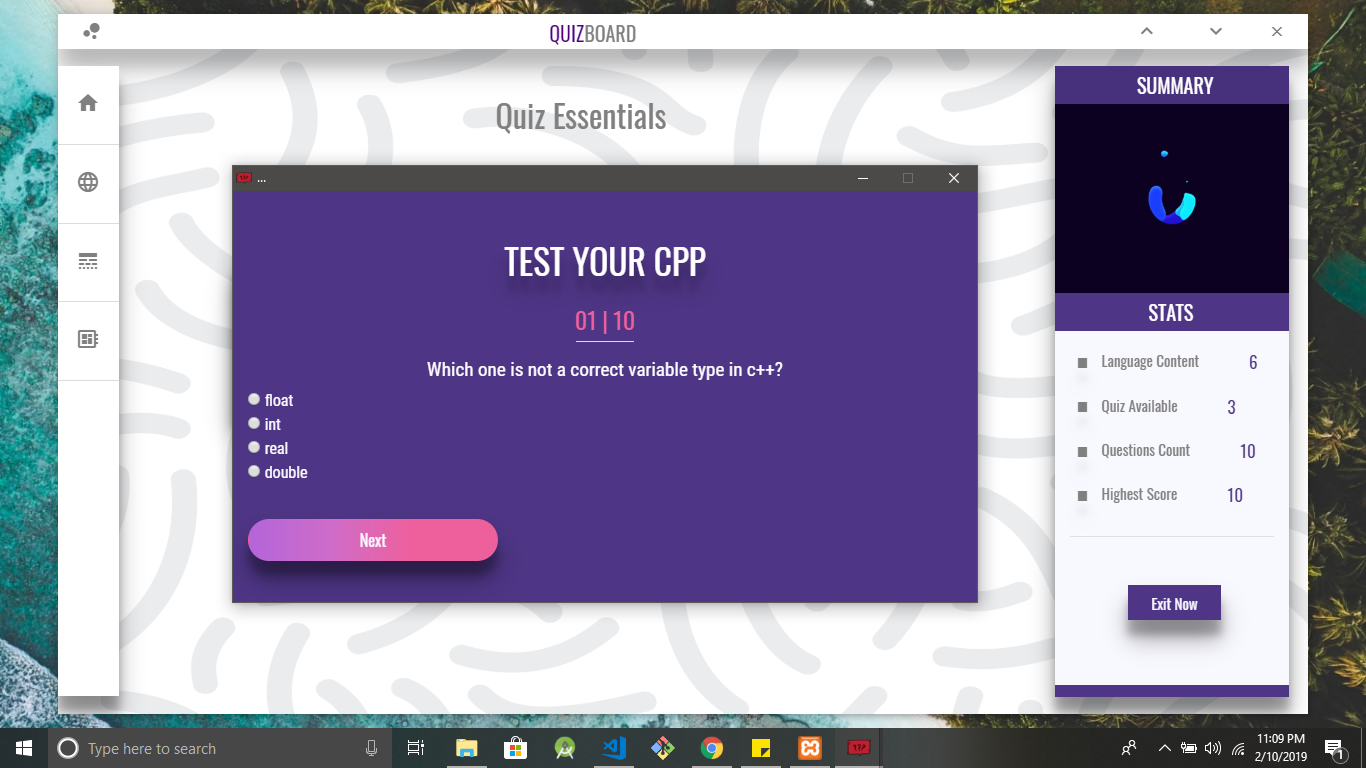 QUIZBOARD
Quiz Essentials
...
TEST YOUR CPP
01 | 10
Which one is not a correct variable type in c++?
float
int
real
double
Next
SUMMARY
STATS
Language Content 6
Quiz Available 3
Questions Count 10
Highest Score 10
Exit Now
Type here to search
11:09 PM
2/10/2019
1